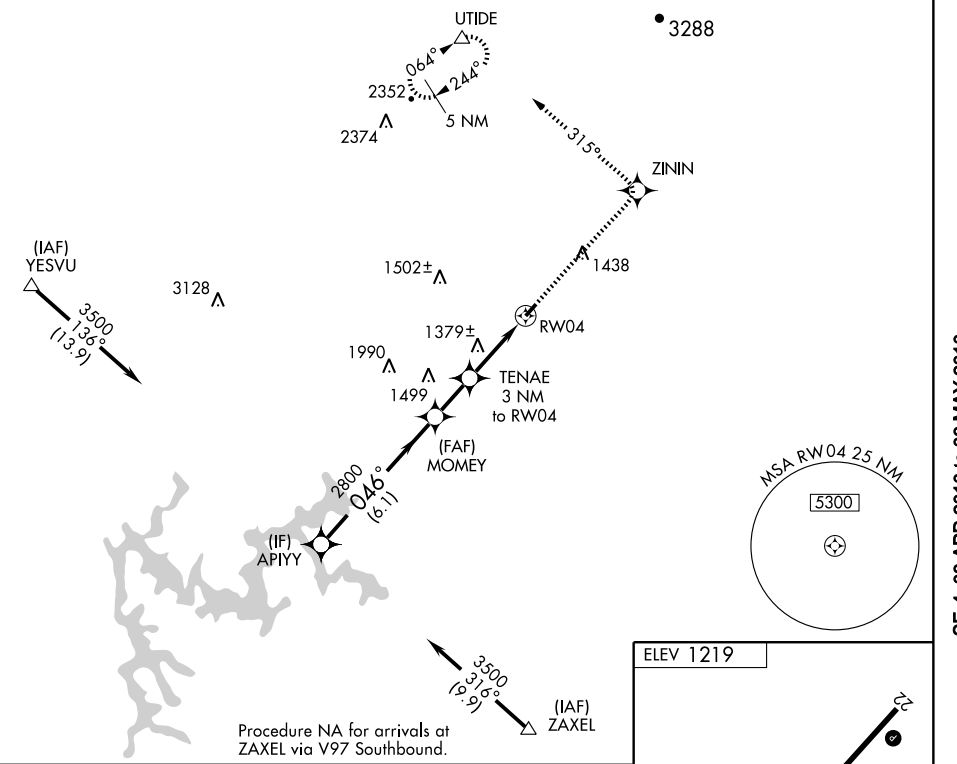 UTIDE
3288
064°
244°
2352
5 NM
2374
315°
ZININ
(IAF)
YESVU
3500
136°
(13.9)
3128
1502±
1438
RW04
1379±
1990
1499
TENAE
3 NM
to RW04
(FAF)
MOMEY
2800
046°
(6.1)
(IF)
APIYY
MSA RW04 25 NM
5300
3500
316°
(9.9)
(IAF)
ZAXEL
Procedure NA for arrivals at
ZAXEL via V97 Southbound.
ELEV 1219
22
P